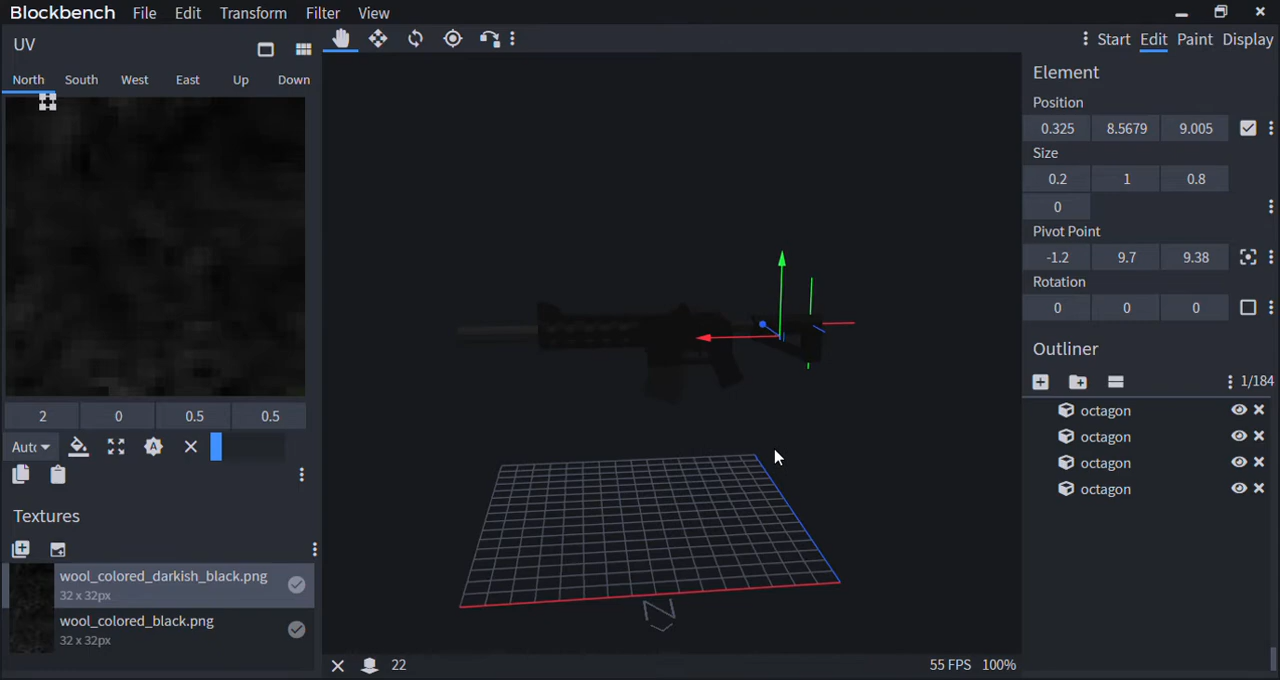 Blockbench File Edit Transform Filter View
UV
Start Edit Paint Display
North South West East Up Down
Element
Position
0.325 8.5679 9.005
Size
0.2 1 0.8
0
Pivot Point
-1.2 9.7 9.38
Rotation
0 0 0
Outliner
1/184
octagon
octagon
octagon
octagon
2 0 0.5 0.5
Auto
Textures
wool_colored_darkish_black.png
32 x 32px
wool_colored_black.png
32 x 32px
N
22
55 FPS 100%